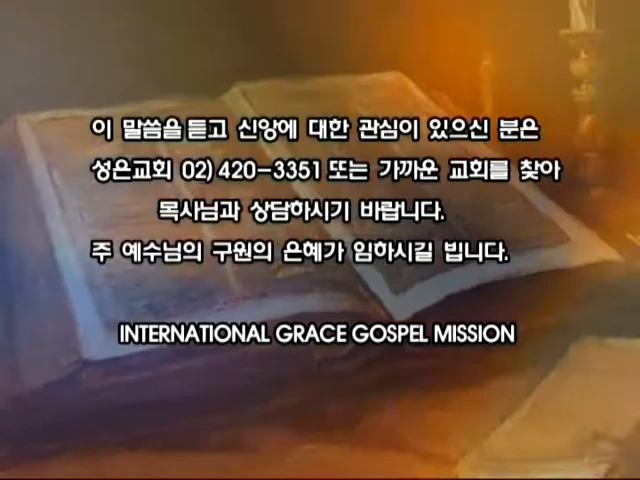 이 말씀을 듣고 신앙에 대한 관심이 있으신 분은
성은교회 02) 420-3351 또는 가까운 교회를 찾아
목사님과 상담하시기 바랍니다.
주 예수님의 구원의 은혜가 임하시길 빕니다.
INTERNATIONAL GRACE GOSPEL MISSION